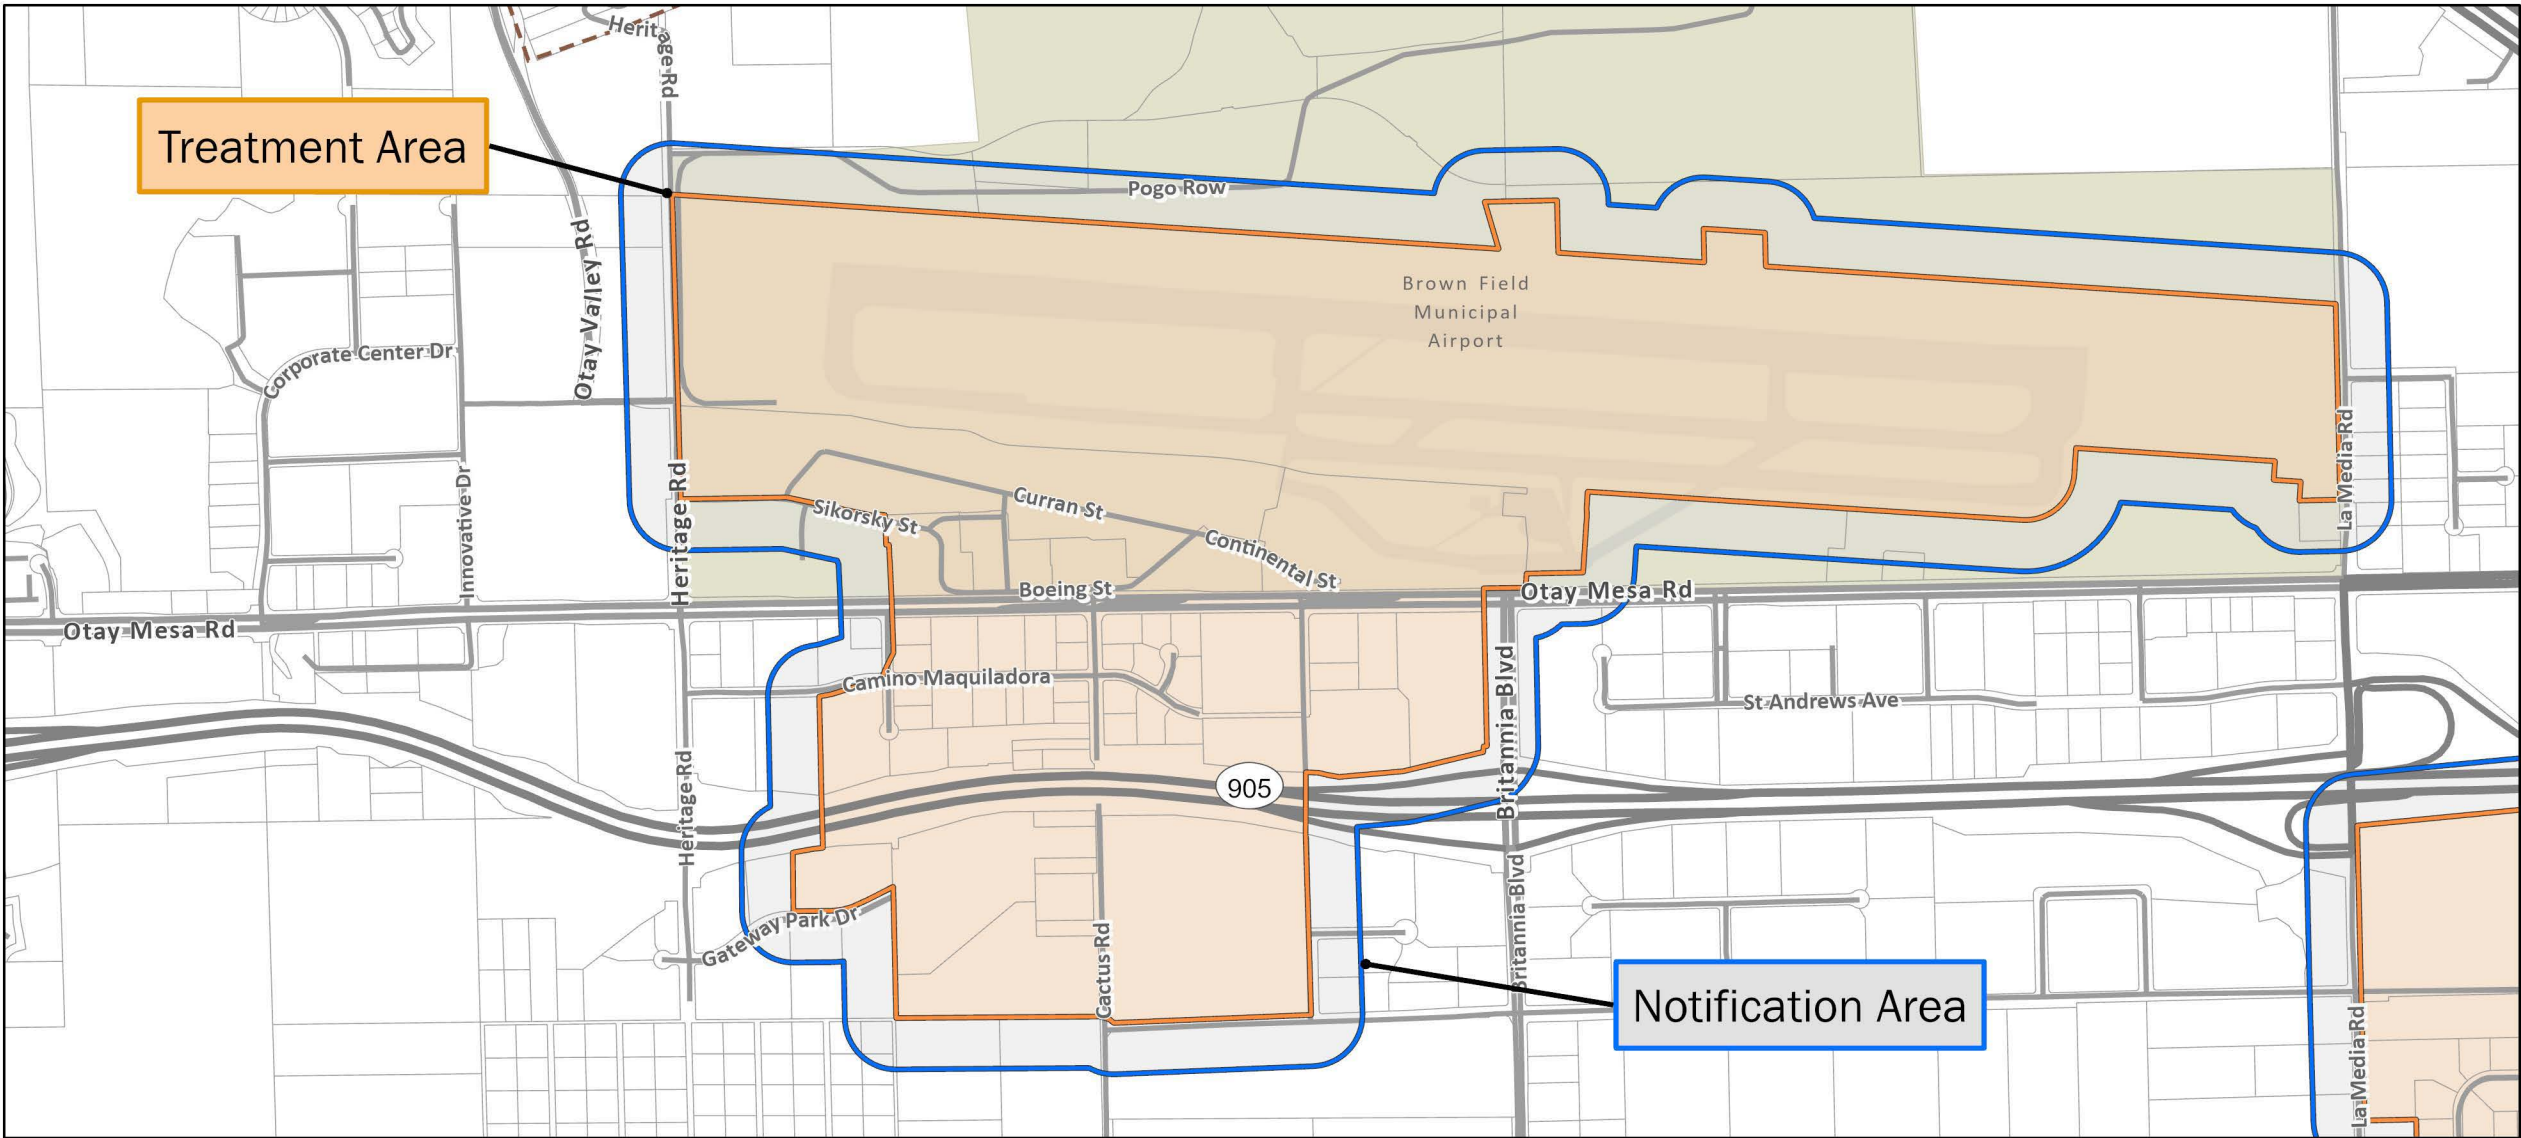 Heritage Rd
Treatment Area
Pogo Row
Otay Valley Rd
Brown Field
Municipal
Airport
Corporate Center Dr
La Media Rd
Innovative Dr
Heritage Rd
Curran St
Sikorsky St
Continental St
Boeing St
Otay Mesa Rd
Otay Mesa Rd
Camino Maquiladora
Britannia Blvd
St Andrews Ave
Heritage Rd
905
Britannia Blvd
Gateway Park Dr
Cactus Rd
Notification Area
La Media Rd